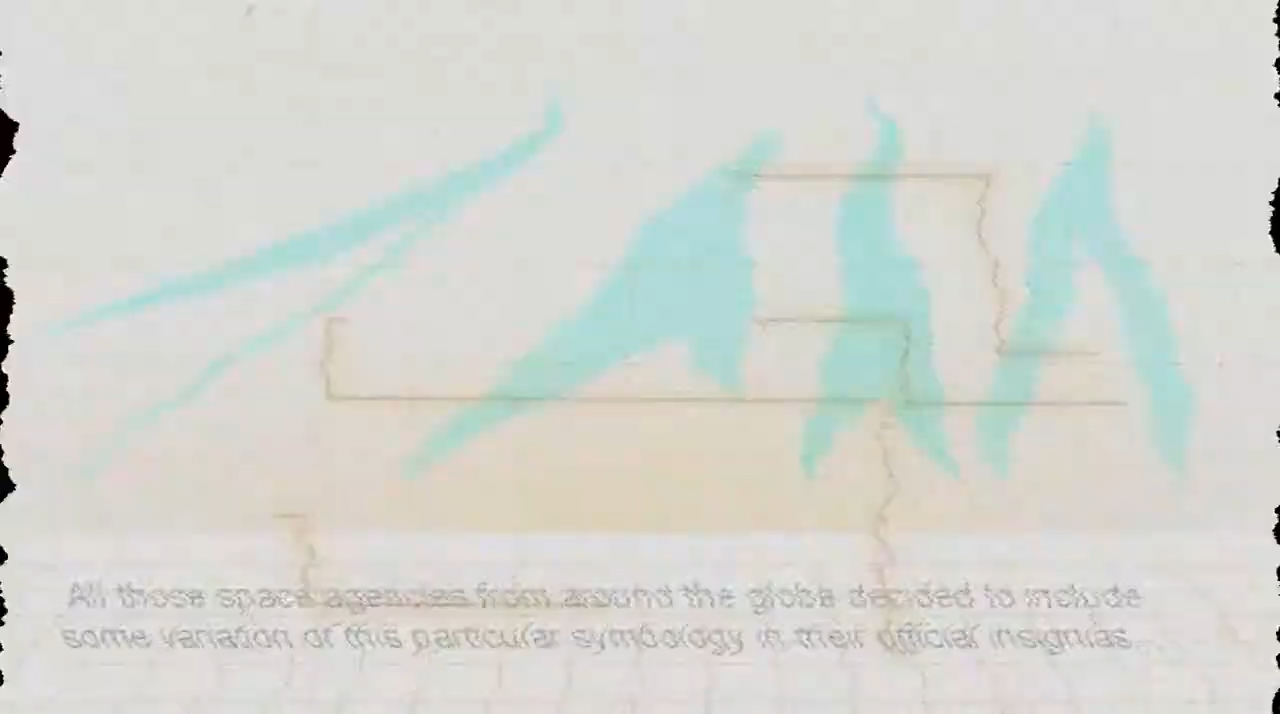 All those space agencies from around the globe decided to include
some variation of this particular symbology in their official insignias...